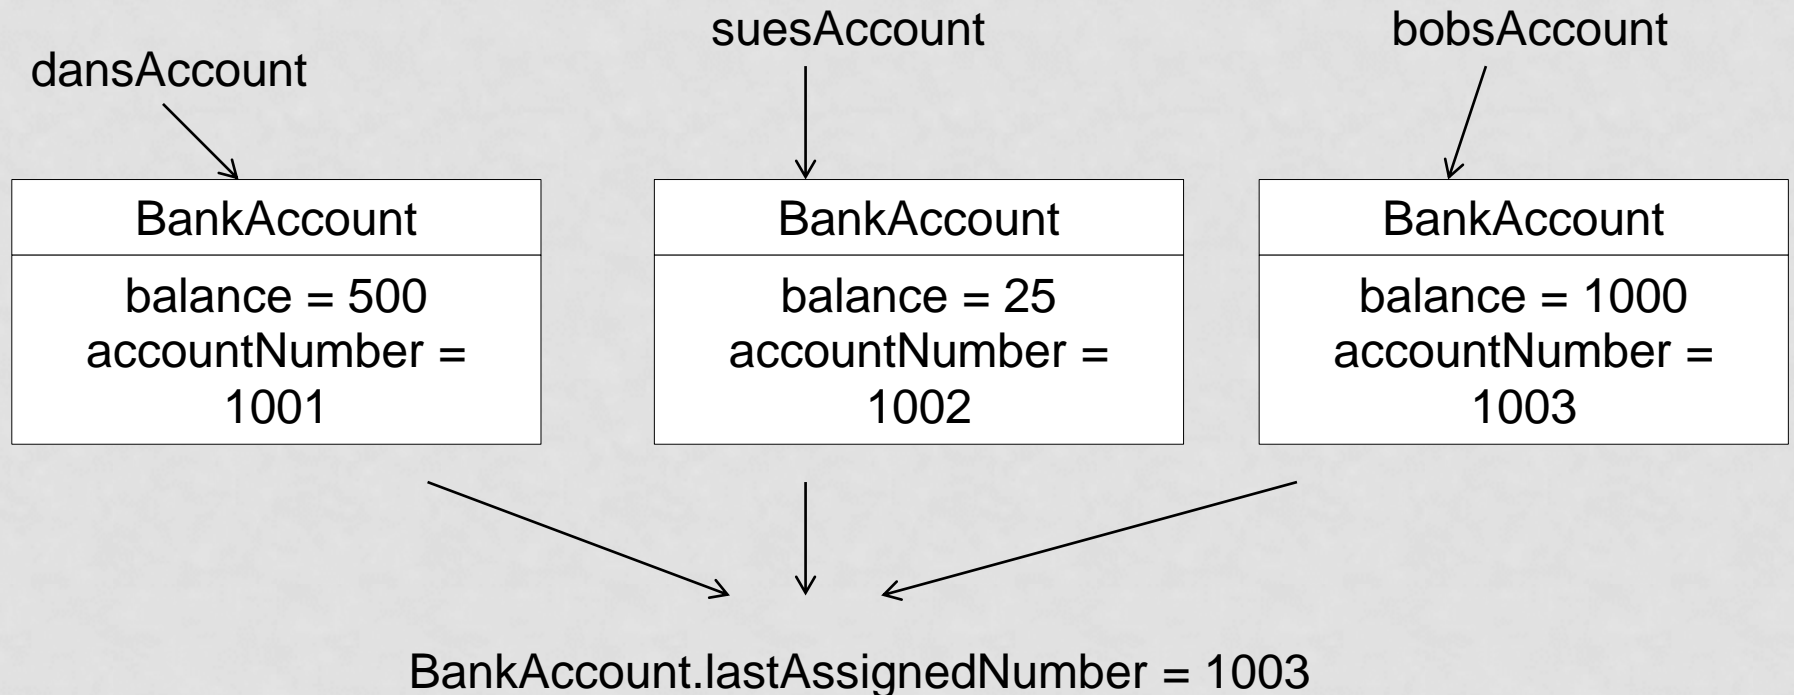 dansAccount
suesAccount
bobsAccount
BankAccount
balance = 500
accountNumber =
1001
BankAccount
balance = 25
accountNumber =
1002
BankAccount
balance = 1000
accountNumber =
1003
BankAccount.lastAssignedNumber = 1003